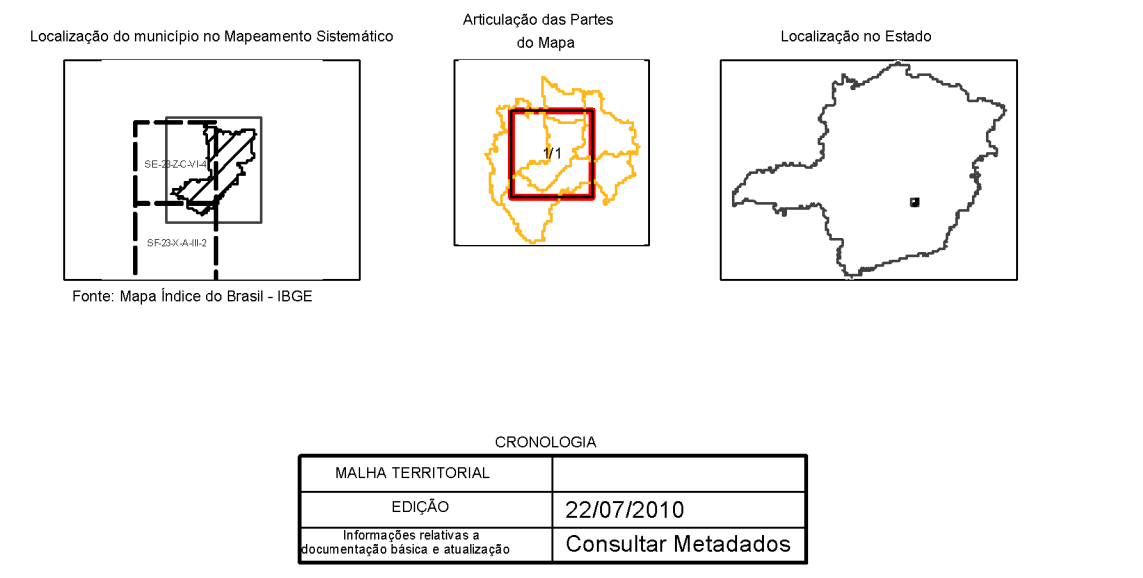 Localização do município no Mapeamento Sistemático
Articulação das Partes
do Mapa
Localização no Estado
SE-23-Z-C-VI-4
SF-23-X-A-III-2
1/1
Fonte: Mapa Índice do Brasil - IBGE
CRONOLOGIA
MALHA TERRITORIAL
EDIÇÃO
22/07/2010
Informações relativas a
documentação básica e atualização
Consultar Metadados